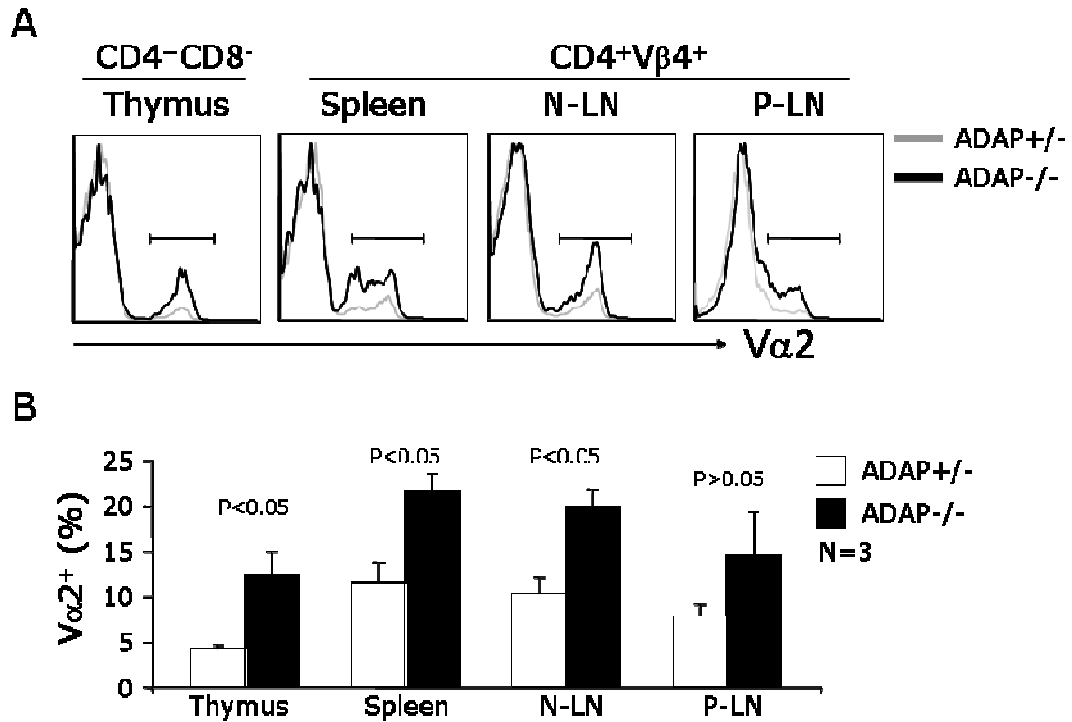 A
CD4–CD8- CD4+Vβ4+
Thymus Spleen N-LN P-LN
ADAP+/-
ADAP-/-
Vα2
B
Vα2+ (%)
25
20
15
10
5
0
P<0.05 P<0.05 P<0.05 P>0.05
ADAP+/-
ADAP-/-
N=3
Thymus Spleen N-LN P-LN